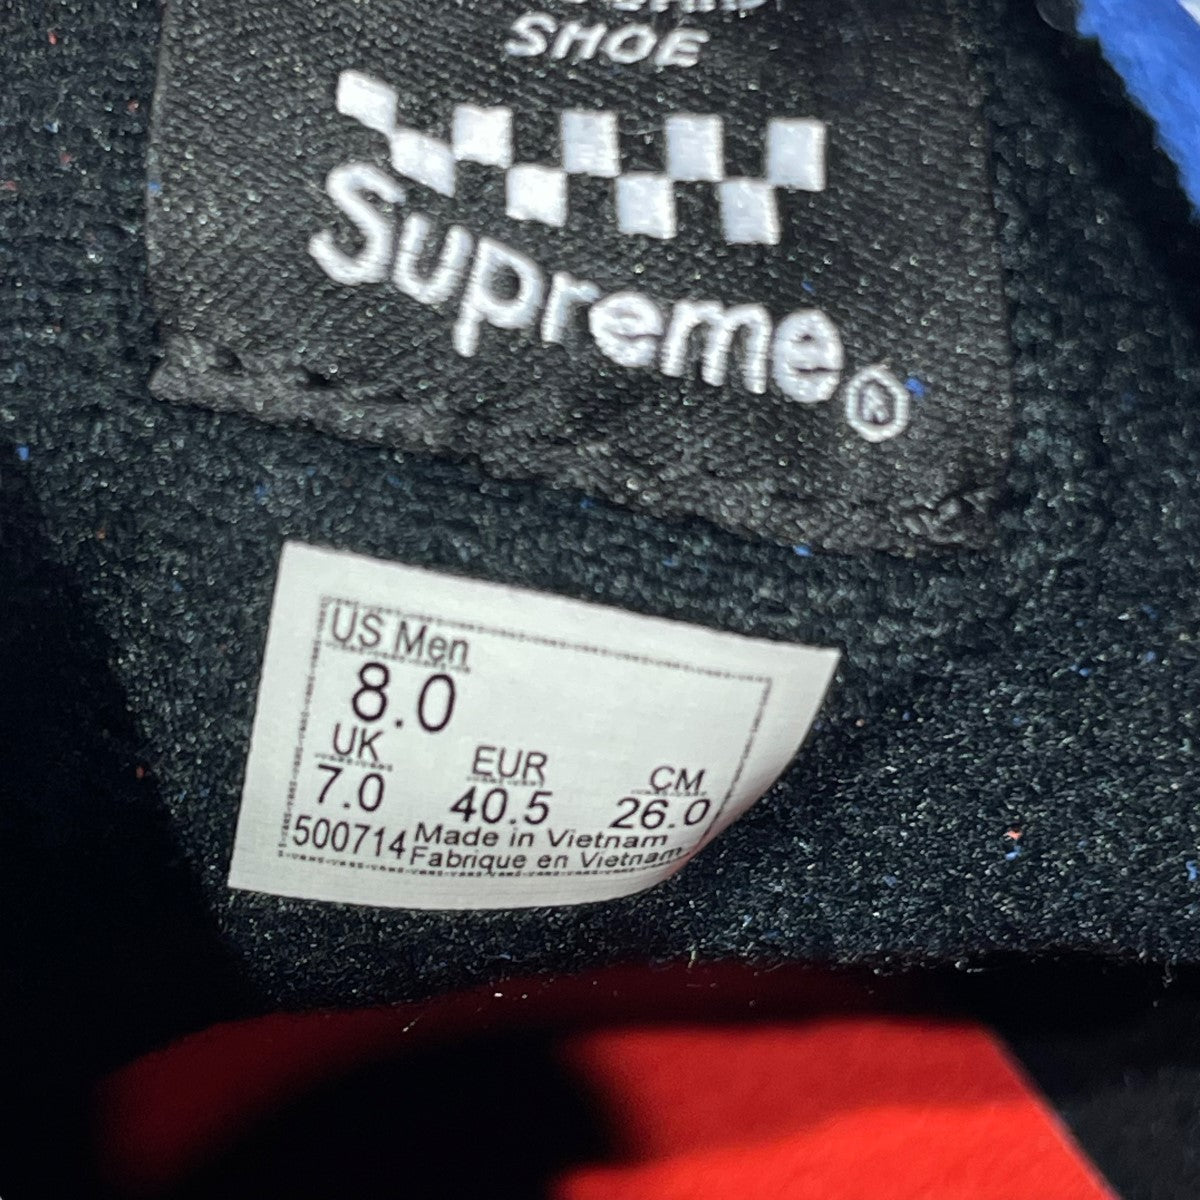 SHOE
Supreme®
US Men
8.0
UK EUR CM
7.0 40.5 26.0
500714 Made in Vietnam
Fabrique en Vietnam